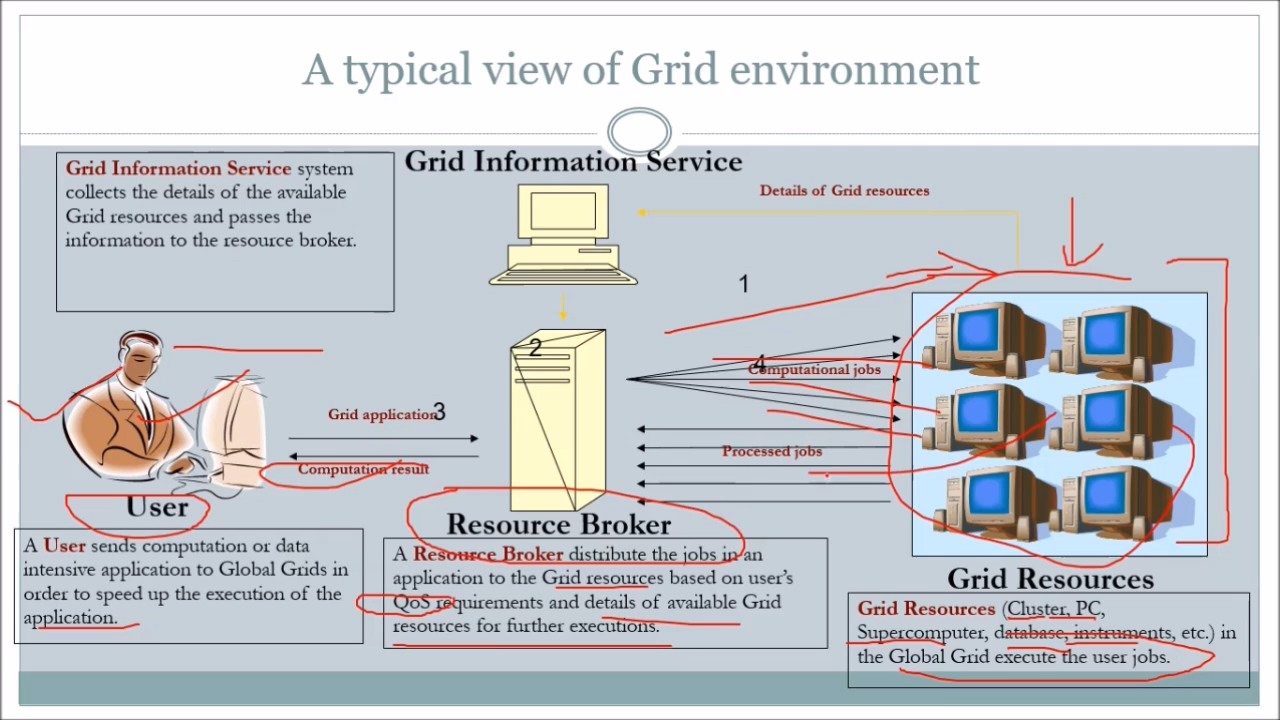 A typical view of Grid environment
Grid Information Service system
collects the details of the available
Grid resources and passes the
information to the resource broker.
Grid Information Service
Details of Grid resources
1
2
4
Computational jobs
Grid application
3
Computation result
Processed jobs
User
Resource Broker
Grid Resources
A User sends computation or data
intensive application to Global Grids in
order to speed up the execution of the
application.
A Resource Broker distribute the jobs in an
application to the Grid resources based on user's
QoS requirements and details of available Grid
resources for further executions.
Grid Resources (Cluster, PC,
Supercomputer, database, instruments, etc.) in
the Global Grid execute the user jobs.